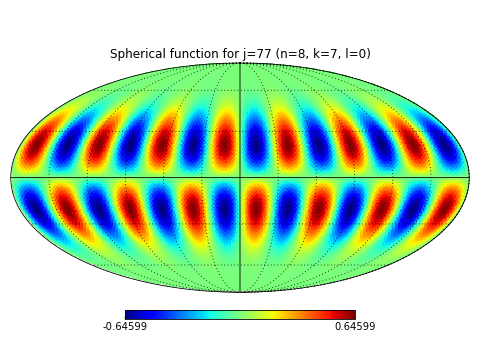 Spherical function for j=77 (n=8, k=7, l=0)
-0.64599 0.64599